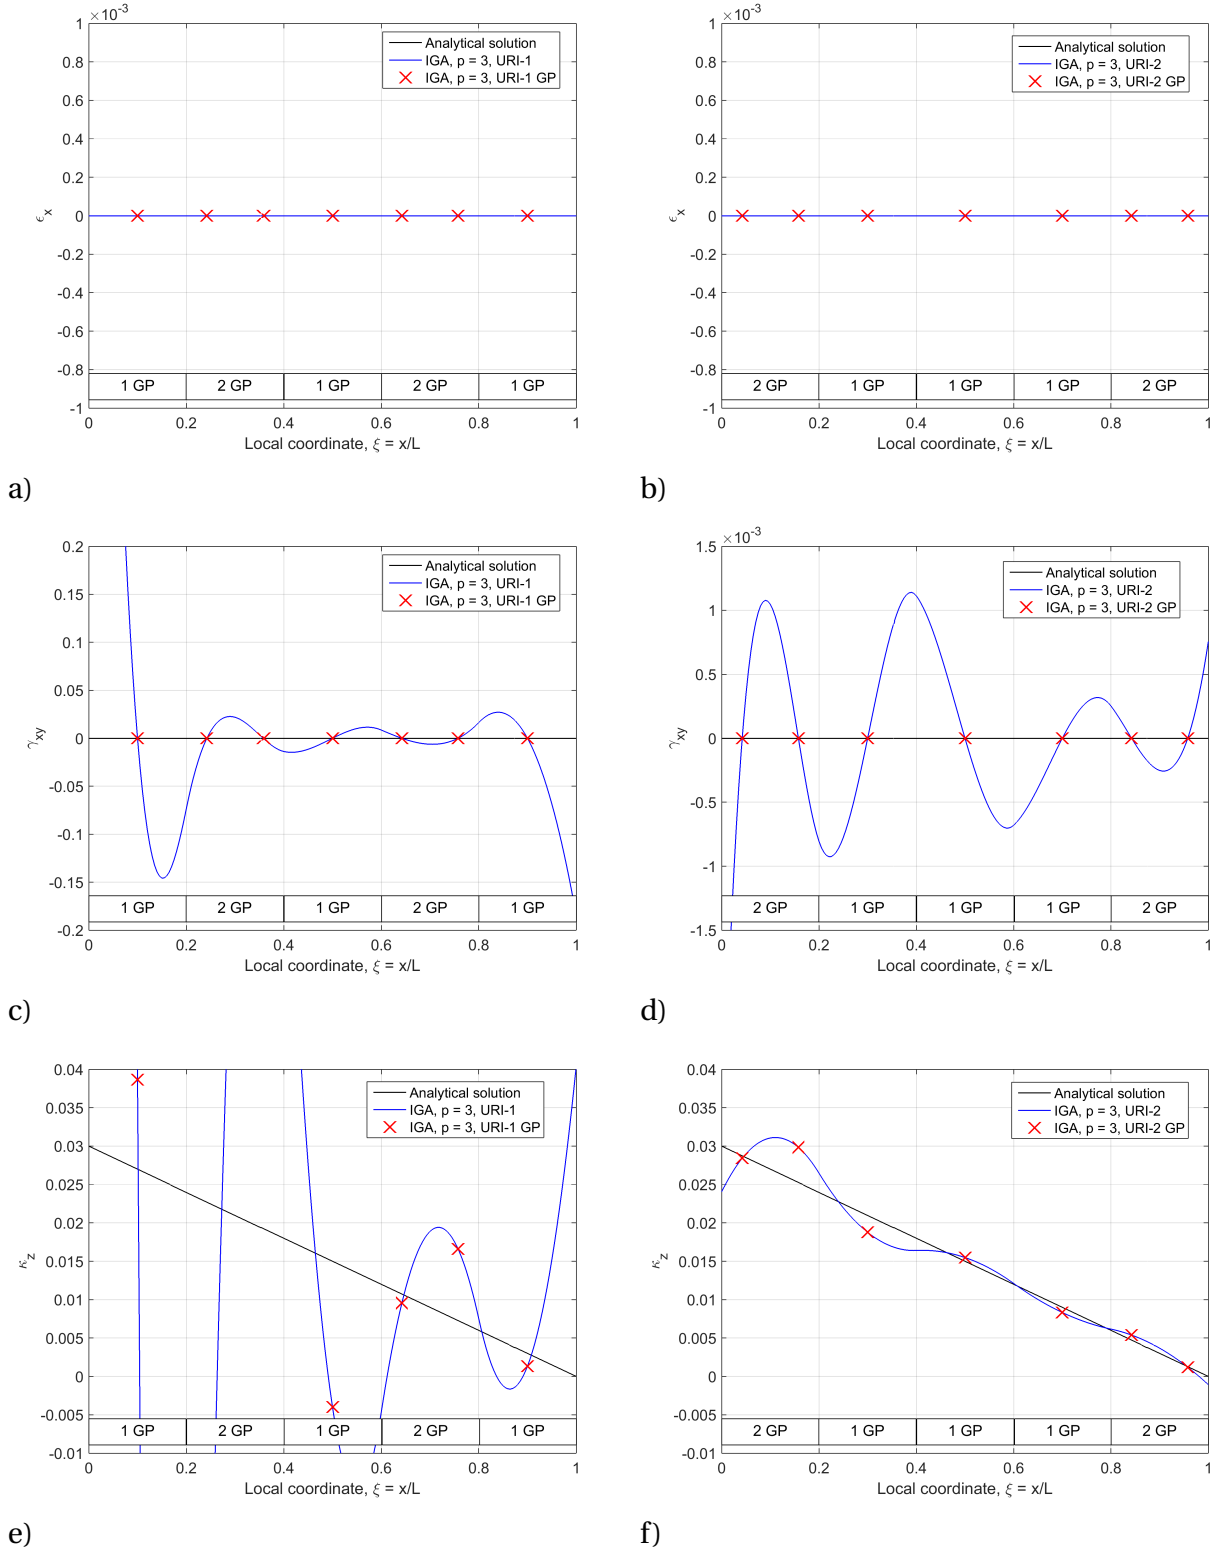 ×10^-3
1
0.8
0.6
0.4
0.2
0
-0.2
-0.4
-0.6
-0.8
-1
ϵ_x
Analytical solution
IGA, p = 3, URI-1
IGA, p = 3, URI-1 GP
1 GP 2 GP 1 GP 2 GP 1 GP
0 0.2 0.4 0.6 0.8 1
Local coordinate, ξ = x/L
a)
×10^-3
1
0.8
0.6
0.4
0.2
0
-0.2
-0.4
-0.6
-0.8
-1
ϵ_x
Analytical solution
IGA, p = 3, URI-2
IGA, p = 3, URI-2 GP
2 GP 1 GP 1 GP 1 GP 2 GP
0 0.2 0.4 0.6 0.8 1
Local coordinate, ξ = x/L
b)
0.2
0.15
0.1
0.05
0
-0.05
-0.1
-0.15
-0.2
γ_xy
Analytical solution
IGA, p = 3, URI-1
IGA, p = 3, URI-1 GP
1 GP 2 GP 1 GP 2 GP 1 GP
0 0.2 0.4 0.6 0.8 1
Local coordinate, ξ = x/L
c)
×10^-3
1.5
1
0.5
0
-0.5
-1
-1.5
γ_xy
Analytical solution
IGA, p = 3, URI-2
IGA, p = 3, URI-2 GP
2 GP 1 GP 1 GP 1 GP 2 GP
0 0.2 0.4 0.6 0.8 1
Local coordinate, ξ = x/L
d)
0.04
0.035
0.03
0.025
0.02
0.015
0.01
0.005
0
-0.005
-0.01
κ_z
Analytical solution
IGA, p = 3, URI-1
IGA, p = 3, URI-1 GP
1 GP 2 GP 1 GP 2 GP 1 GP
0 0.2 0.4 0.6 0.8 1
Local coordinate, ξ = x/L
e)
0.04
0.035
0.03
0.025
0.02
0.015
0.01
0.005
0
-0.005
-0.01
κ_z
Analytical solution
IGA, p = 3, URI-2
IGA, p = 3, URI-2 GP
2 GP 1 GP 1 GP 1 GP 2 GP
0 0.2 0.4 0.6 0.8 1
Local coordinate, ξ = x/L
f)